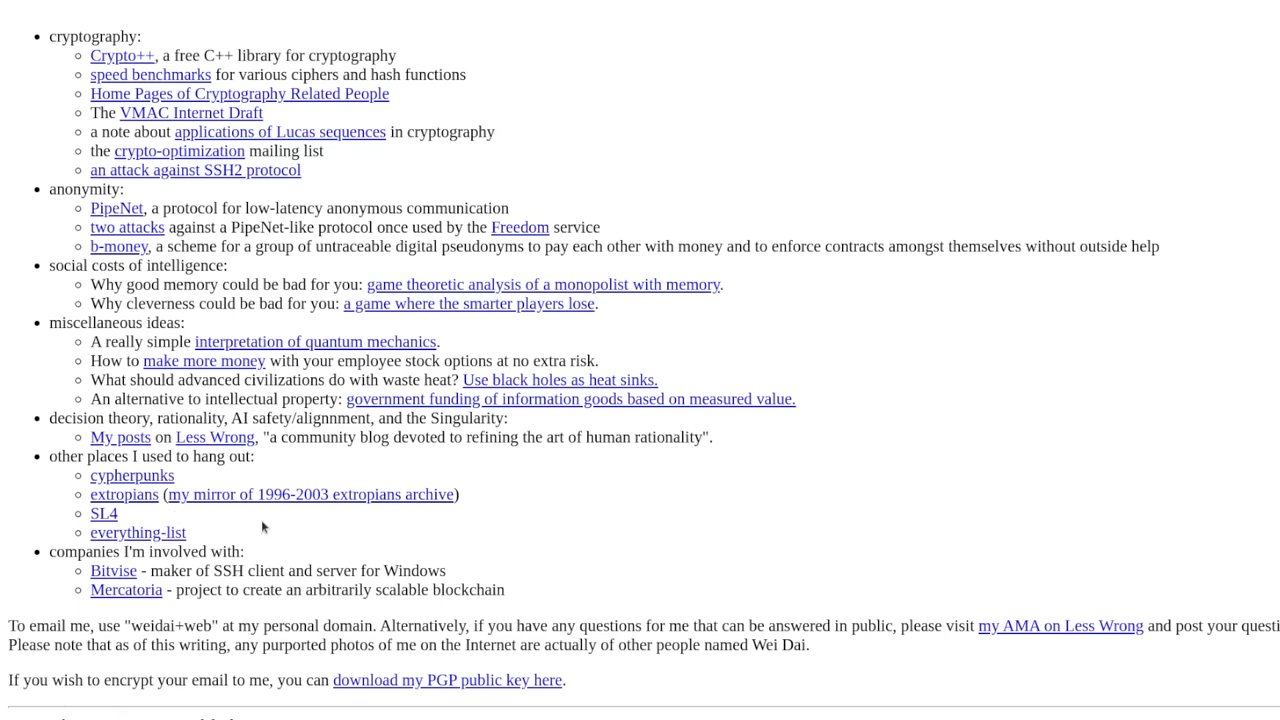 cryptography:
Crypto++, a free C++ library for cryptography
speed benchmarks for various ciphers and hash functions
Home Pages of Cryptography Related People
The VMAC Internet Draft
a note about applications of Lucas sequences in cryptography
the crypto-optimization mailing list
an attack against SSH2 protocol
anonymity:
PipeNet, a protocol for low-latency anonymous communication
two attacks against a PipeNet-like protocol once used by the Freedom service
b-money, a scheme for a group of untraceable digital pseudonyms to pay each other with money and to enforce contracts amongst themselves without outside help
social costs of intelligence:
Why good memory could be bad for you: game theoretic analysis of a monopolist with memory.
Why cleverness could be bad for you: a game where the smarter players lose.
miscellaneous ideas:
A really simple interpretation of quantum mechanics.
How to make more money with your employee stock options at no extra risk.
What should advanced civilizations do with waste heat? Use black holes as heat sinks.
An alternative to intellectual property: government funding of information goods based on measured value.
decision theory, rationality, AI safety/alignnment, and the Singularity:
My posts on Less Wrong, "a community blog devoted to refining the art of human rationality".
other places I used to hang out:
cypherpunks
extropians (my mirror of 1996-2003 extropians archive)
SL4
everything-list
companies I'm involved with:
Bitvise - maker of SSH client and server for Windows
Mercatoria - project to create an arbitrarily scalable blockchain
To email me, use "weidai+web" at my personal domain. Alternatively, if you have any questions for me that can be answered in public, please visit my AMA on Less Wrong and post your questi
Please note that as of this writing, any purported photos of me on the Internet are actually of other people named Wei Dai.
If you wish to encrypt your email to me, you can download my PGP public key here.